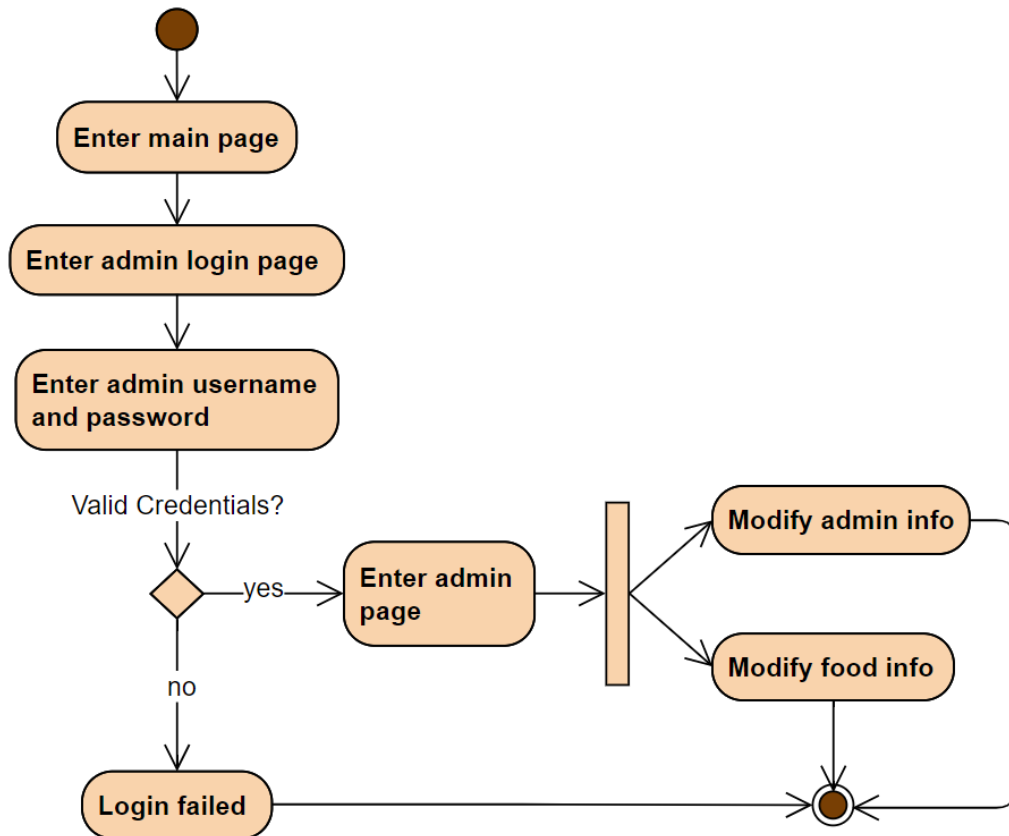 Enter main page
Enter admin login page
Enter admin username
and password
Valid Credentials?
yes
Enter admin
page
Modify admin info
Modify food info
no
Login failed